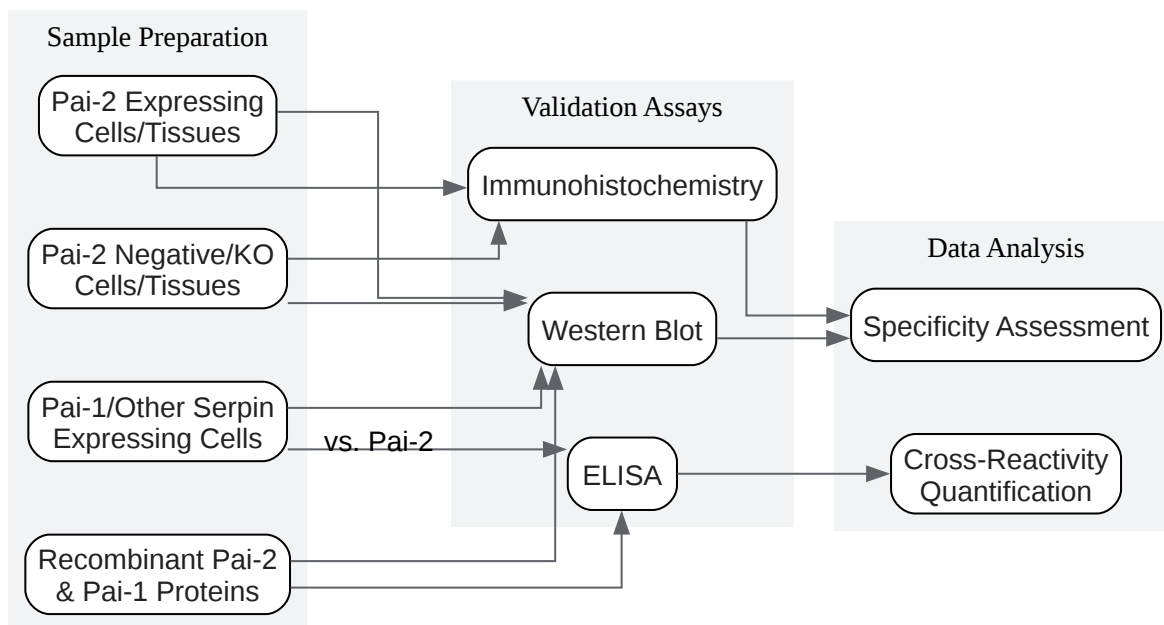 Sample Preparation
Pai-2 Expressing
Cells/Tissues
Pai-2 Negative/KO
Cells/Tissues
Pai-1/Other Serpin
Expressing Cells
Recombinant Pai-2
& Pai-1 Proteins
vs. Pai-2
Validation Assays
Immunohistochemistry
Western Blot
ELISA
Data Analysis
Specificity Assessment
Cross-Reactivity
Quantification